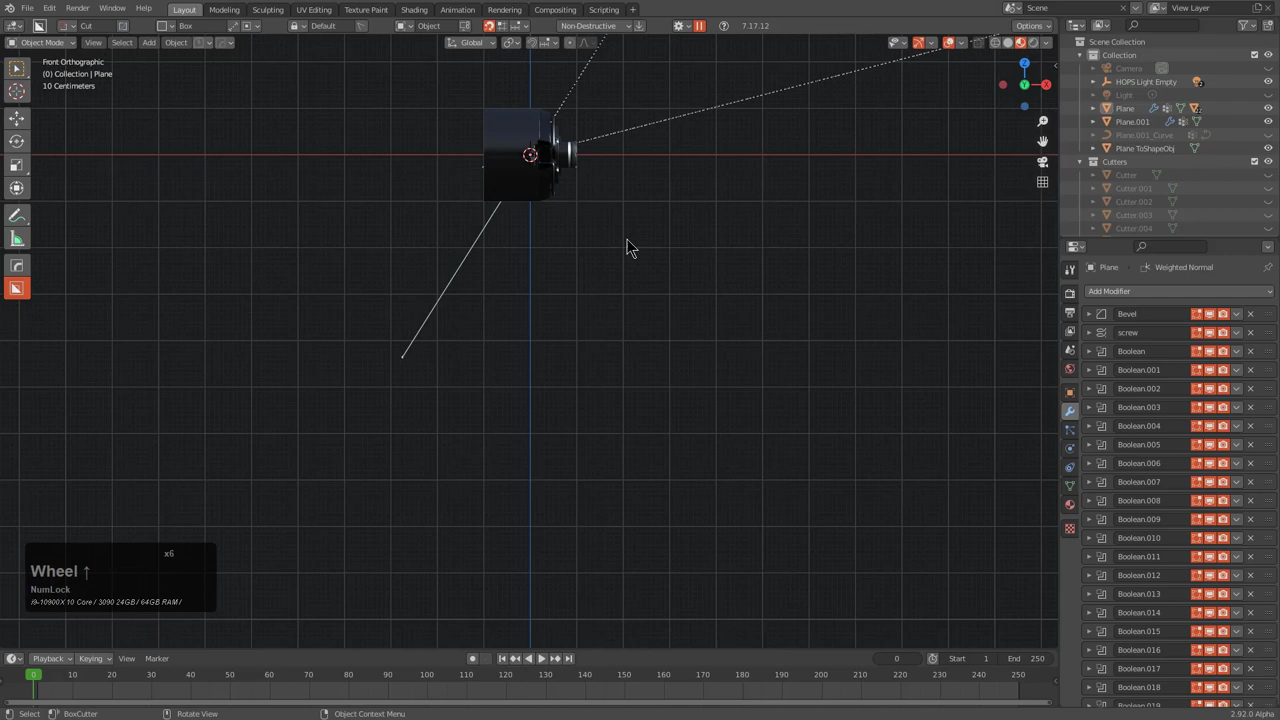 File Edit Render Window Help Layout Modeling Sculpting UV Editing Texture Paint Shading Animation Rendering Compositing Scripting + Scene View Layer
Cut Box Default Object Non-Destructive 7.17.12 Options
Object Mode View Select Add Object Global
Front Orthographic
(0) Collection | Plane
10 Centimeters
Z
Y
X
Scene Collection
Collection
Camera
HOPS Light Empty
Light
Plane
Plane.001
Plane.001_Curve
Plane ToShapeObj
Cutters
Cutter
Cutter.001
Cutter.002
Cutter.003
Cutter.004
Plane Weighted Normal
Add Modifier
Bevel
screw
Boolean
Boolean.001
Boolean.002
Boolean.003
Boolean.004
Boolean.005
Boolean.006
Boolean.007
Boolean.008
Boolean.009
Boolean.010
Boolean.011
Boolean.012
Boolean.013
Boolean.014
Boolean.015
Boolean.016
Boolean.017
Boolean.018
x6
Wheel ↑
NumLock
i9-10900X 10 Core / 3090 24GB / 64GB RAM /
Playback Keying View Marker 0 Start 1 End 250
0 10 20 30 40 50 60 70 80 90 100 110 120 130 140 150 160 170 180 190 200 210 220 230 240 250
Select BoxCutter Rotate View Object Context Menu 2.92.0 Alpha